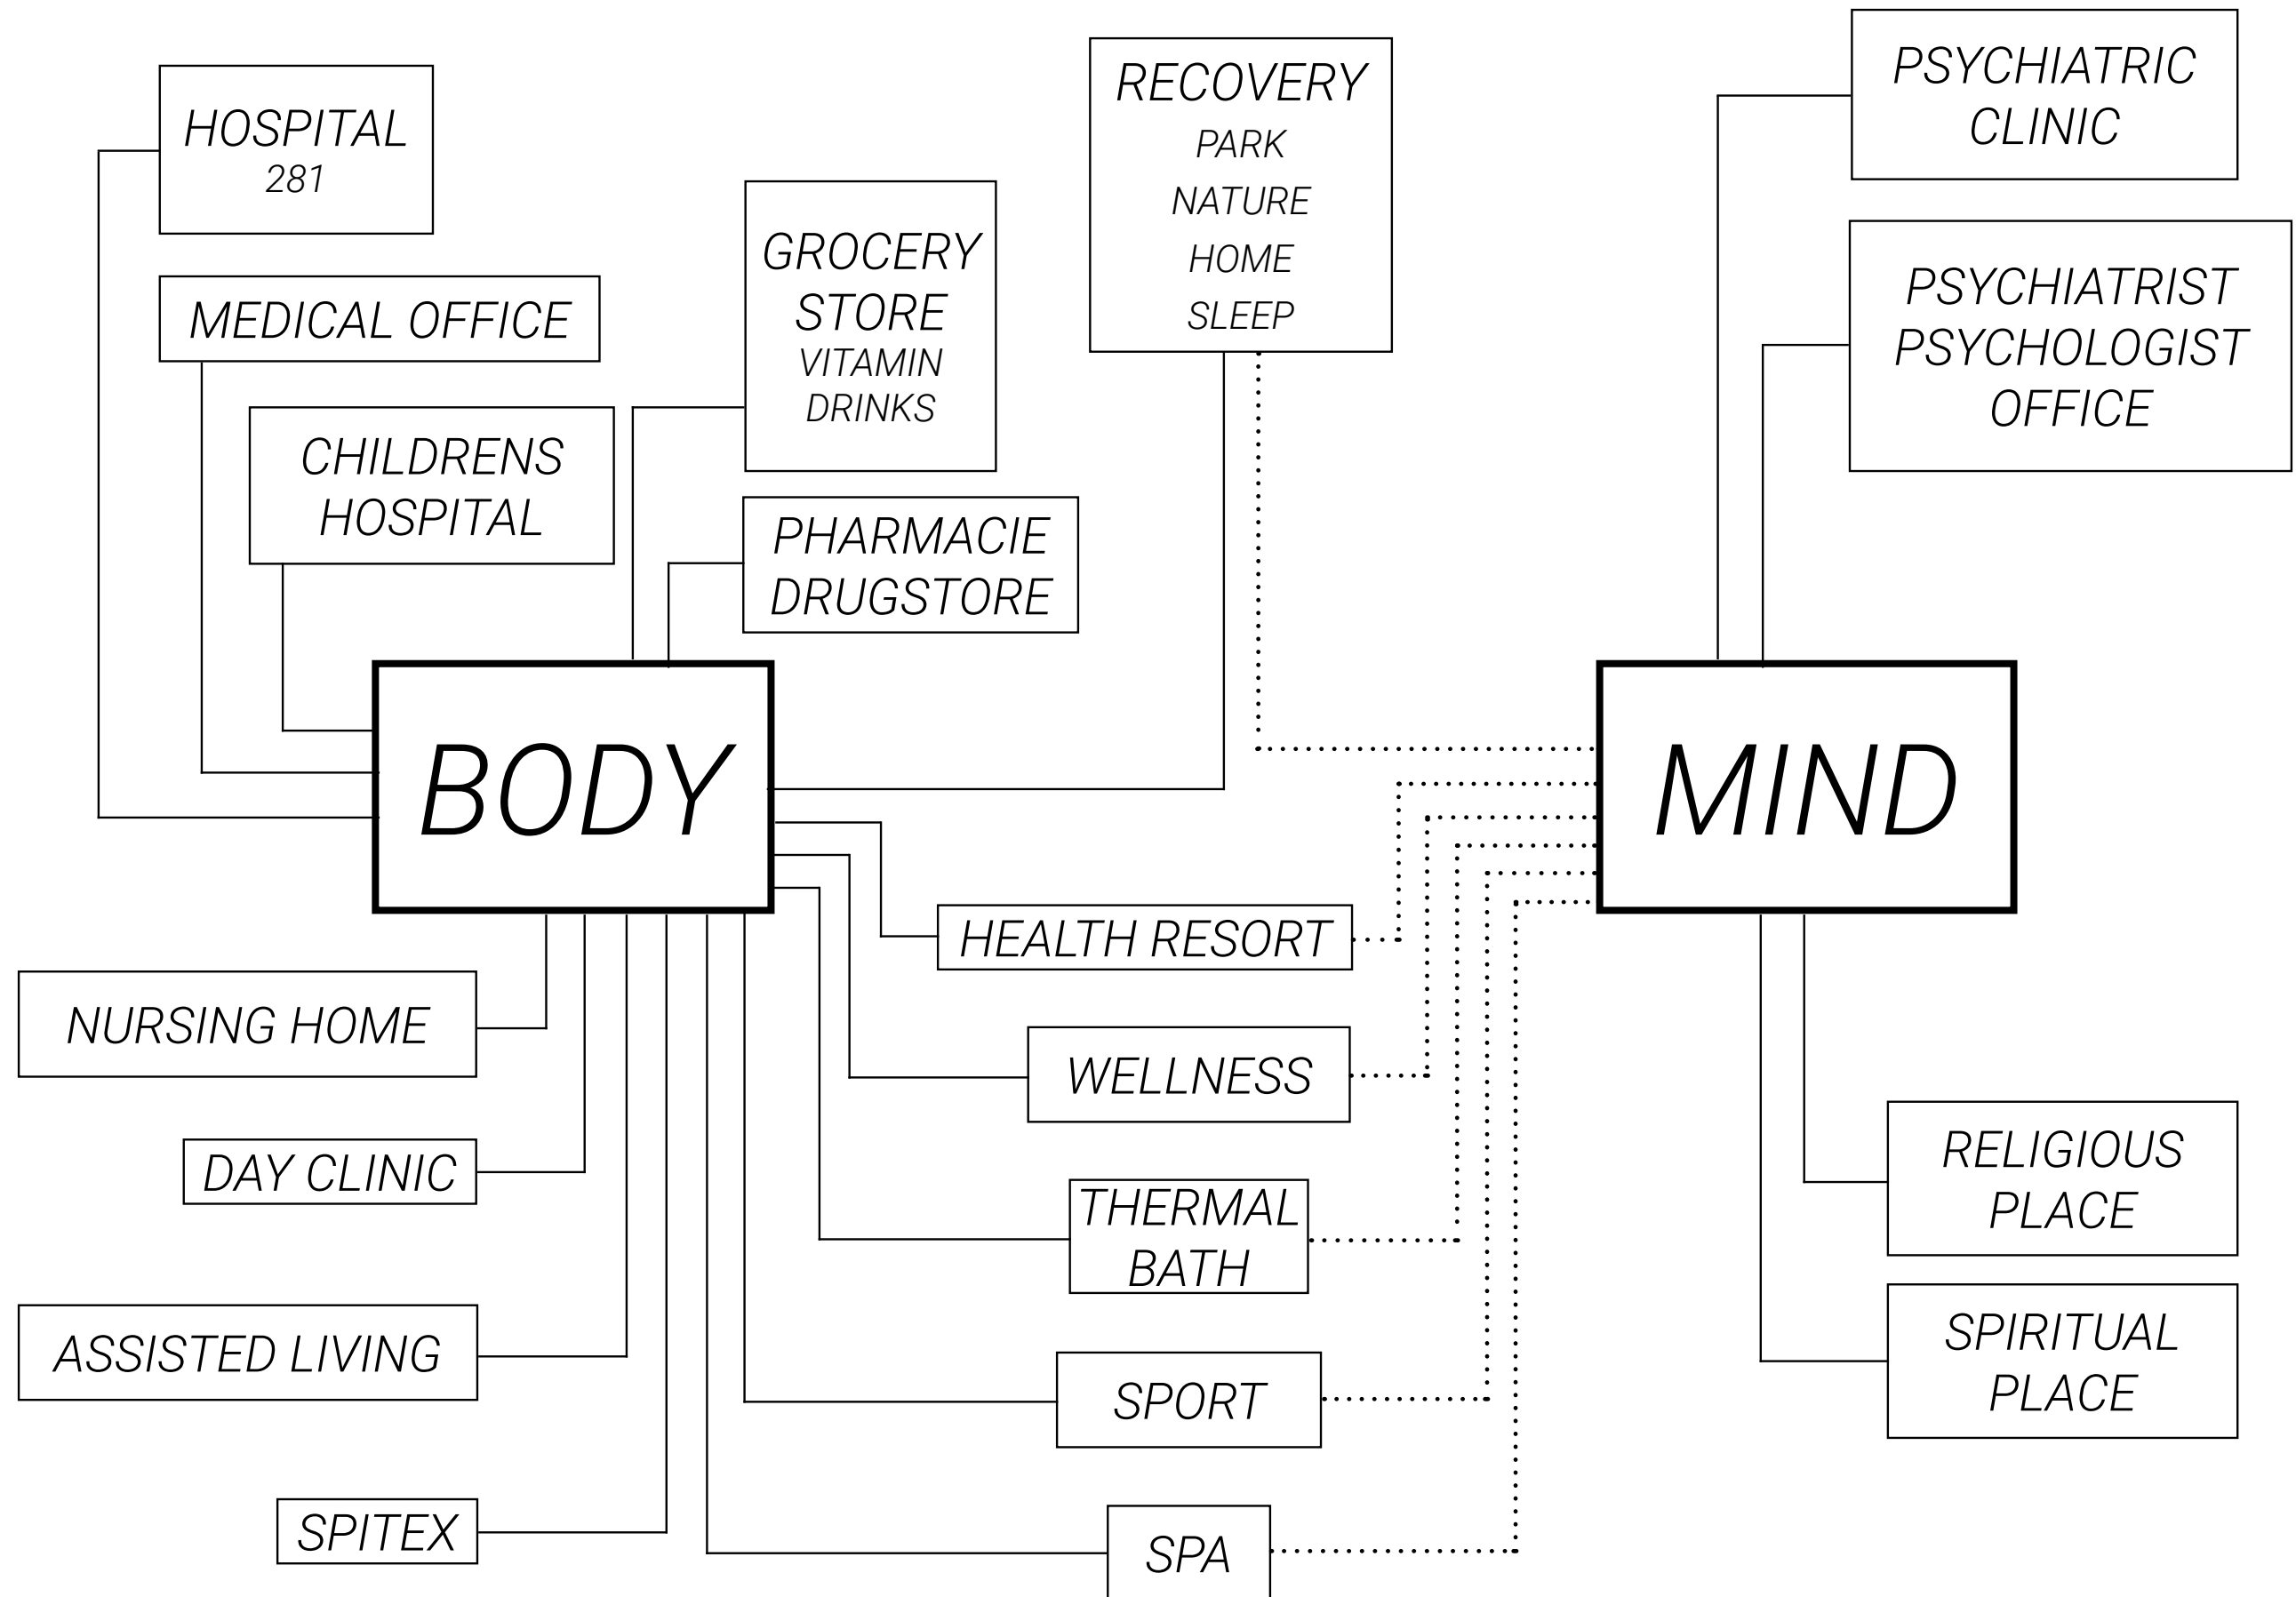 HOSPITAL
281
MEDICAL OFFICE
CHILDRENS
HOSPITAL
GROCERY
STORE
VITAMIN
DRINKS
PHARMACIE
DRUGSTORE
RECOVERY
PARK
NATURE
HOME
SLEEP
PSYCHIATRIC
CLINIC
PSYCHIATRIST
PSYCHOLOGIST
OFFICE
BODY
MIND
NURSING HOME
DAY CLINIC
ASSISTED LIVING
SPITEX
HEALTH RESORT
WELLNESS
THERMAL
BATH
SPORT
SPA
RELIGIOUS
PLACE
SPIRITUAL
PLACE